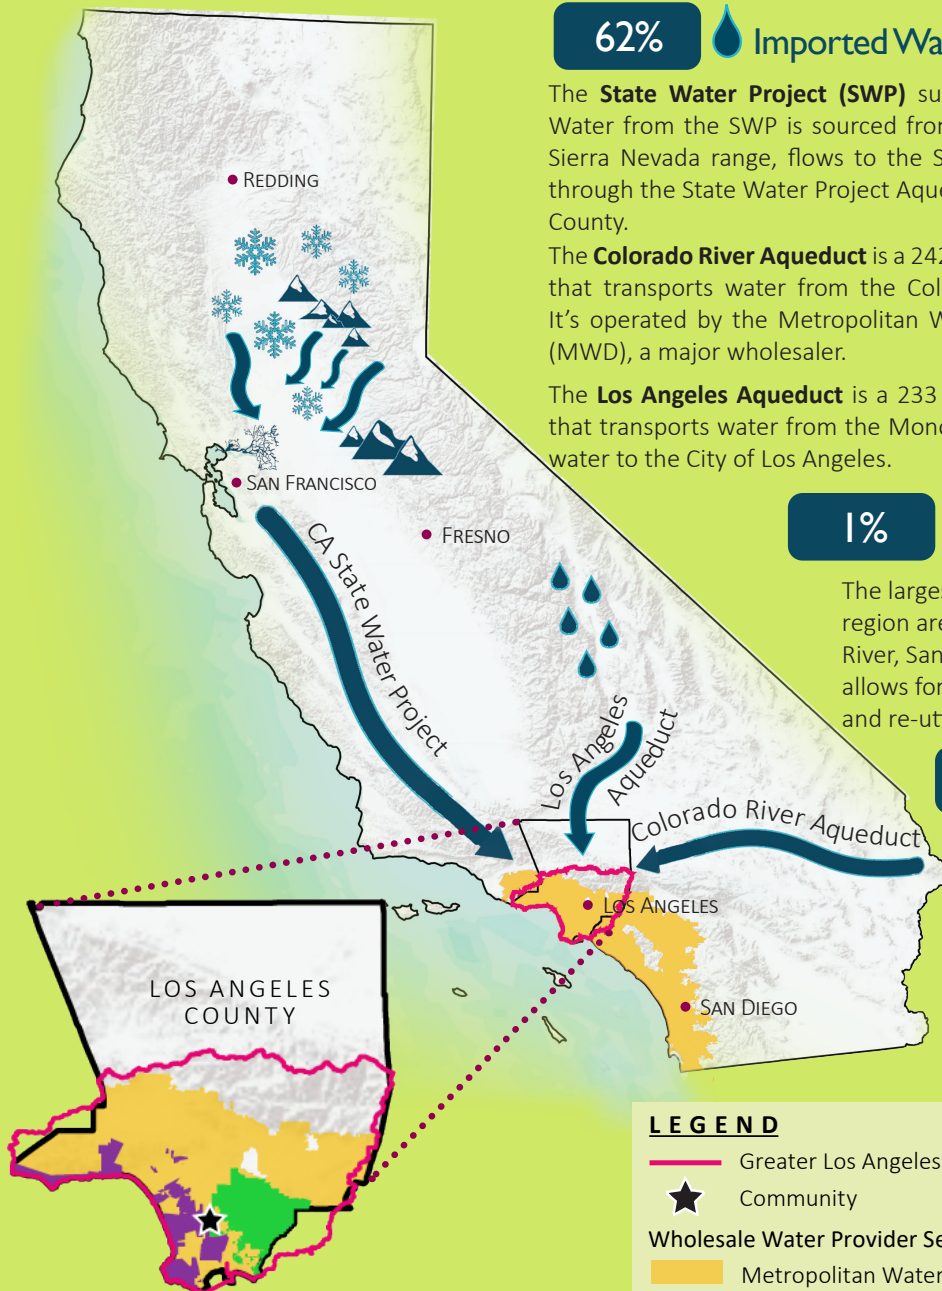 62%
Imported Wa
The State Water Project (SWP) su
Water from the SWP is sourced from
Sierra Nevada range, flows to the S
through the State Water Project Aque
County.
The Colorado River Aqueduct is a 242
that transports water from the Col
It’s operated by the Metropolitan W
(MWD), a major wholesaler.
The Los Angeles Aqueduct is a 233
that transports water from the Mono
water to the City of Los Angeles.
1%
The larges
region are
River, San
allows for
and re-ut
REDDING
SAN FRANCISCO
FRESNO
CA State Water Project
Los Angeles
Aqueduct
Colorado River Aqueduct
LOS ANGELES
SAN DIEGO
LOS ANGELES
COUNTY
LEGEND
Greater Los Angeles
Community
Wholesale Water Provider Se
Metropolitan Water